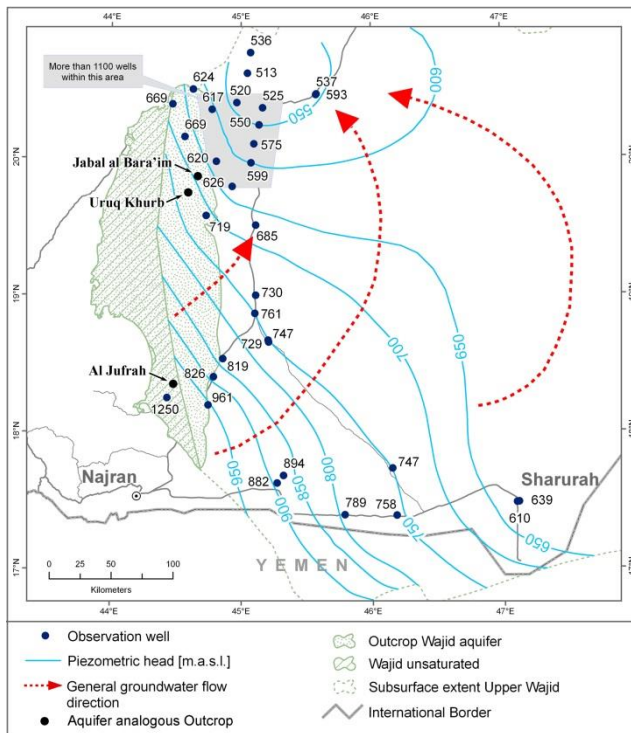 44°E
45°E
46°E
47°E
More than 1100 wells
within this area
536
624
513
537
600
669
617
520
525
593
550
550
669
575
Jabal al Bara'im
620
599
20°N
Uruq Khurb
626
719
685
19°N
730
761
747
729
700
650
Al Jufrah
826
819
1250
961
18°N
950
894
747
Najran
882
900
850
800
789
758
750
Sharurah
639
610
650
YEMEN
17°N
0 25 50 100
Kilometers
44°E
45°E
46°E
47°E
Observation well
Piezometric head [m.a.s.l.]
General groundwater flow
direction
Aquifer analogous Outcrop
Outcrop Wajid aquifer
Wajid unsaturated
Subsurface extent Upper Wajid
International Border